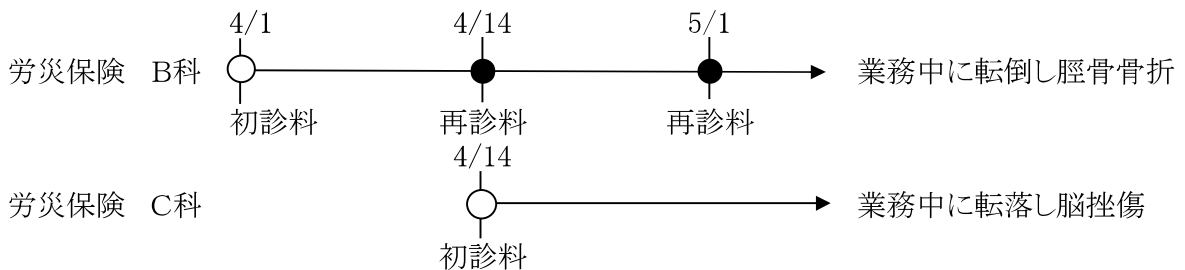 4/1 4/14 5/1
労災保険 B科 業務中に転倒し脛骨骨折
初診料 再診料 再診料
4/14
労災保険 C科 業務中に転落し脳挫傷
初診料